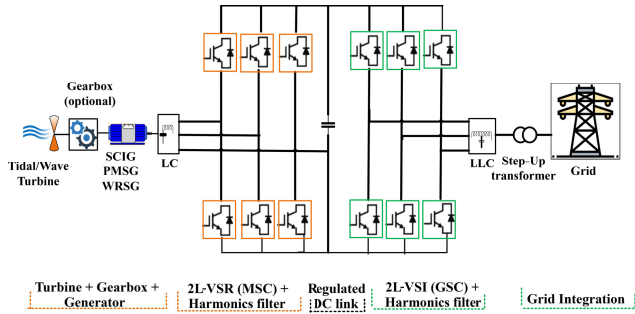 Gearbox
(optional)
Tidal/Wave
Turbine
SCIG
PMSG
WRSG
LC
LLC
Step-Up
transformer
Grid
Turbine + Gearbox +
Generator
2L-VSR (MSC) +
Harmonics filter
Regulated
DC link
2L-VSI (GSC) +
Harmonics filter
Grid Integration